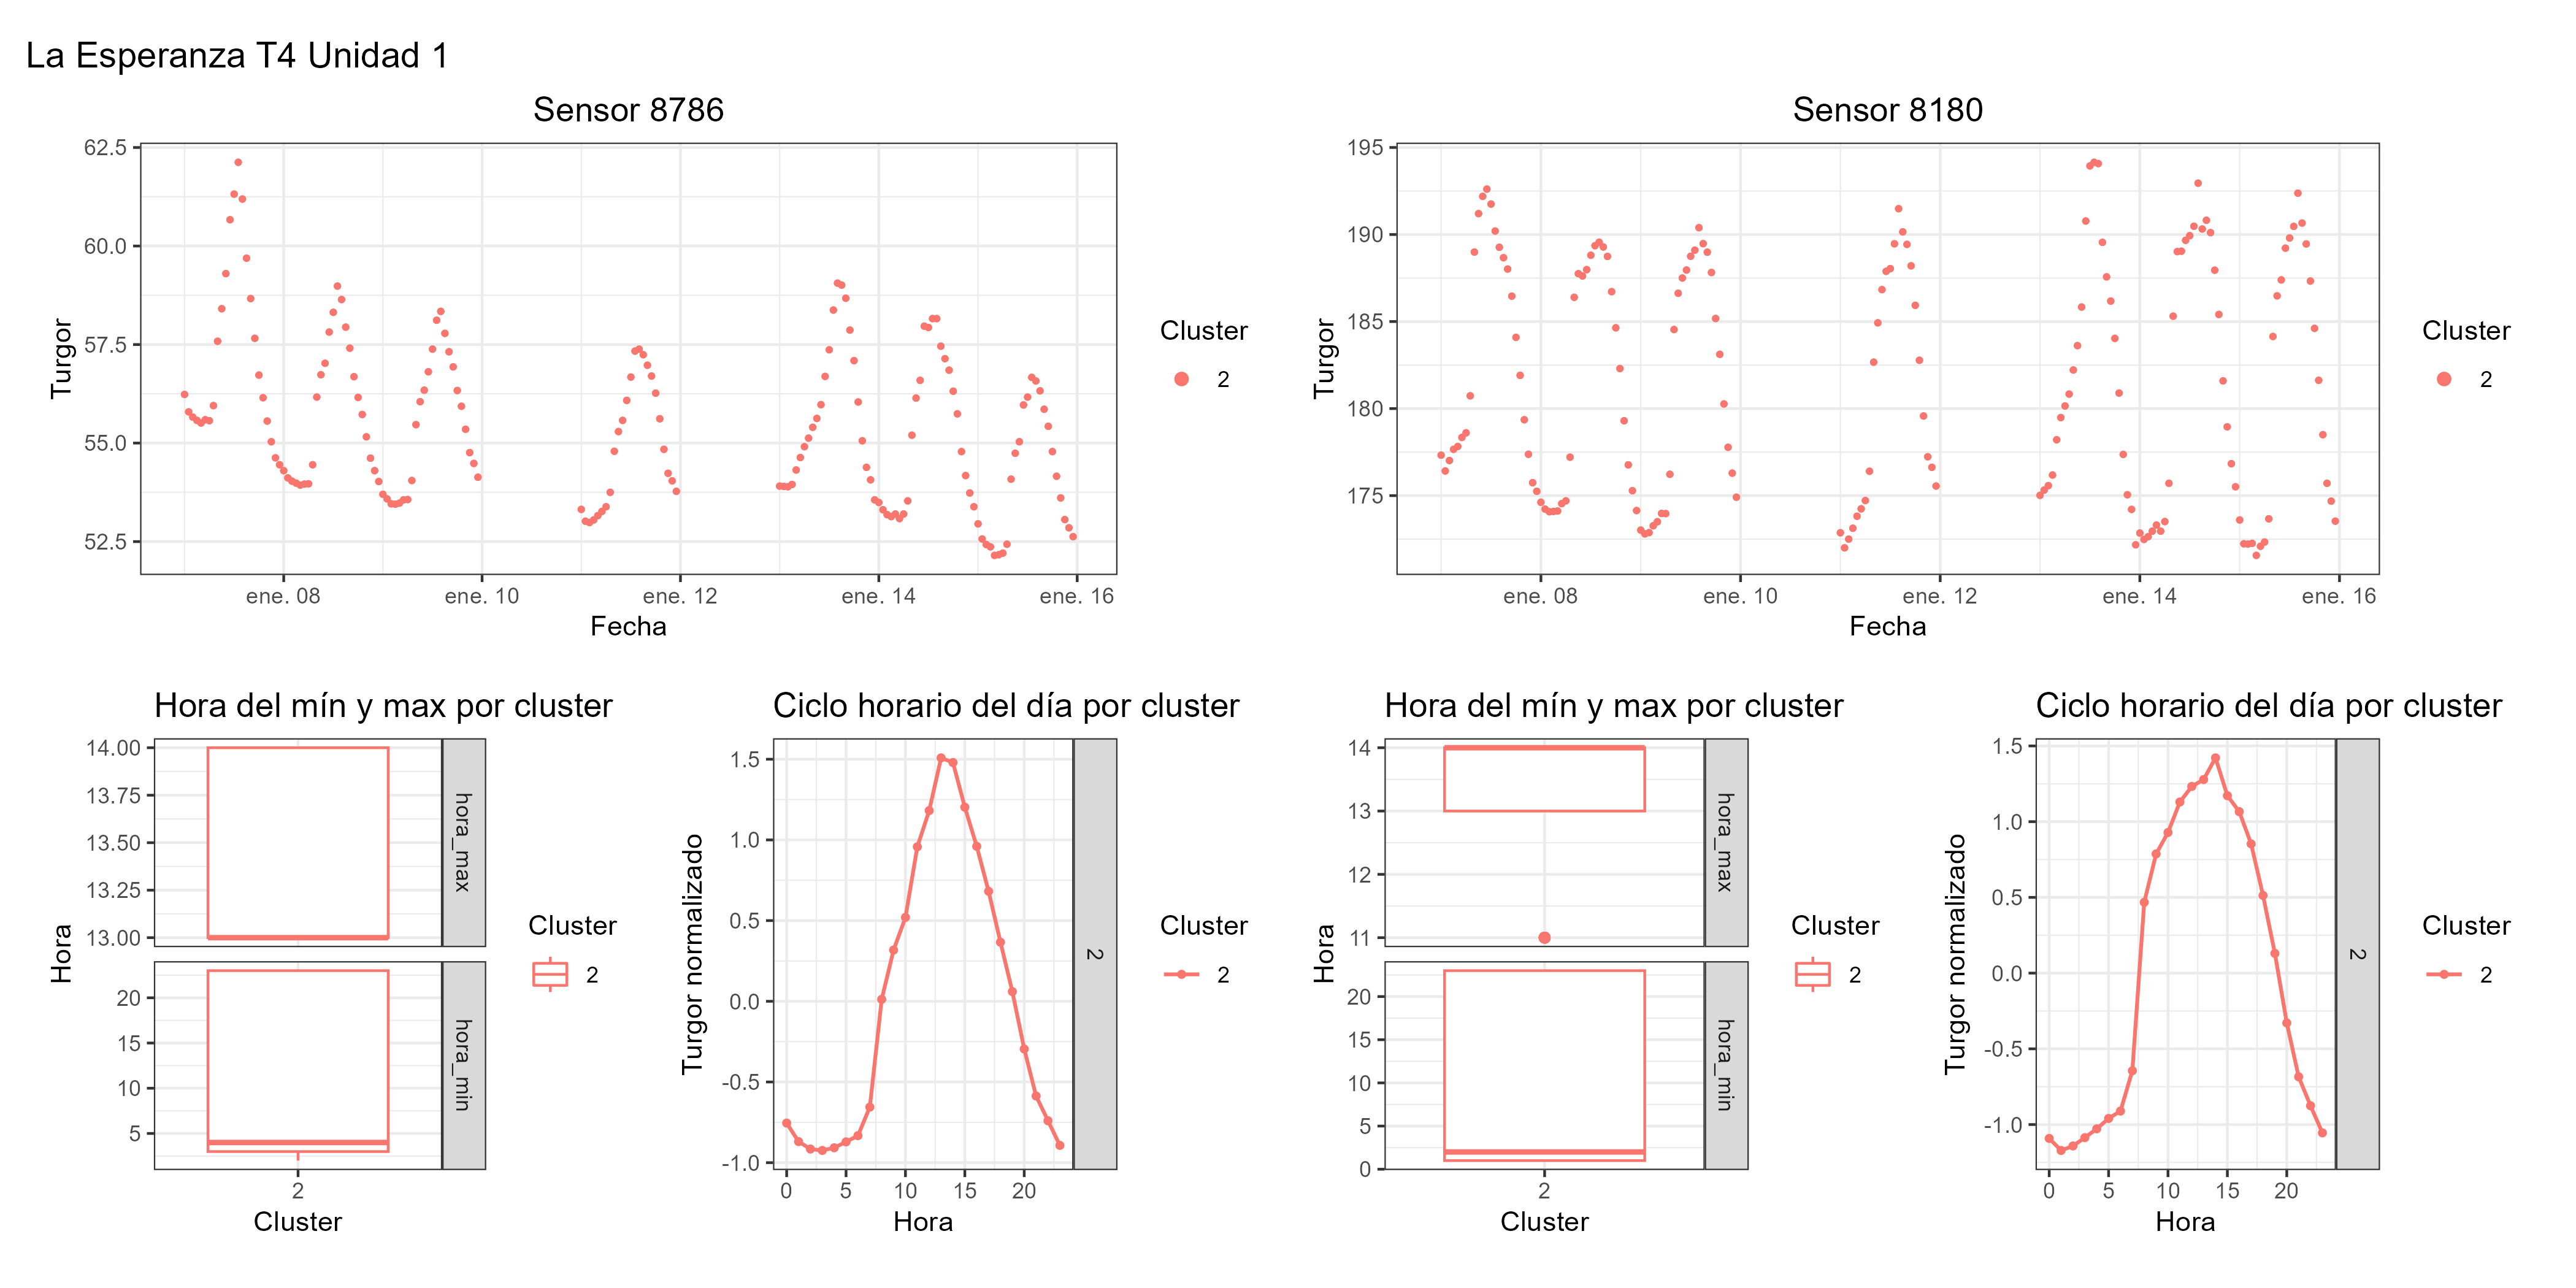 La Esperanza T4 Unidad 1
Sensor 8786
62.5
60.0
57.5
55.0
52.5
Turgor
ene. 08
ene. 10
ene. 12
ene. 14
ene. 16
Fecha
Cluster
2
Sensor 8180
195
190
185
180
175
Turgor
ene. 08
ene. 10
ene. 12
ene. 14
ene. 16
Fecha
Cluster
2
Hora del mín y max por cluster
14.00
13.75
13.50
13.25
13.00
hora_max
20
15
10
5
hora_min
Hora
2
Cluster
Cluster
2
Ciclo horario del día por cluster
1.5
1.0
0.5
0.0
-0.5
-1.0
Turgor normalizado
0
5
10
15
20
Hora
2
Cluster
2
Hora del mín y max por cluster
14
13
12
11
hora_max
20
15
10
5
0
hora_min
Hora
2
Cluster
Cluster
2
Ciclo horario del día por cluster
1.5
1.0
0.5
0.0
-0.5
-1.0
Turgor normalizado
0
5
10
15
20
Hora
2
Cluster
2